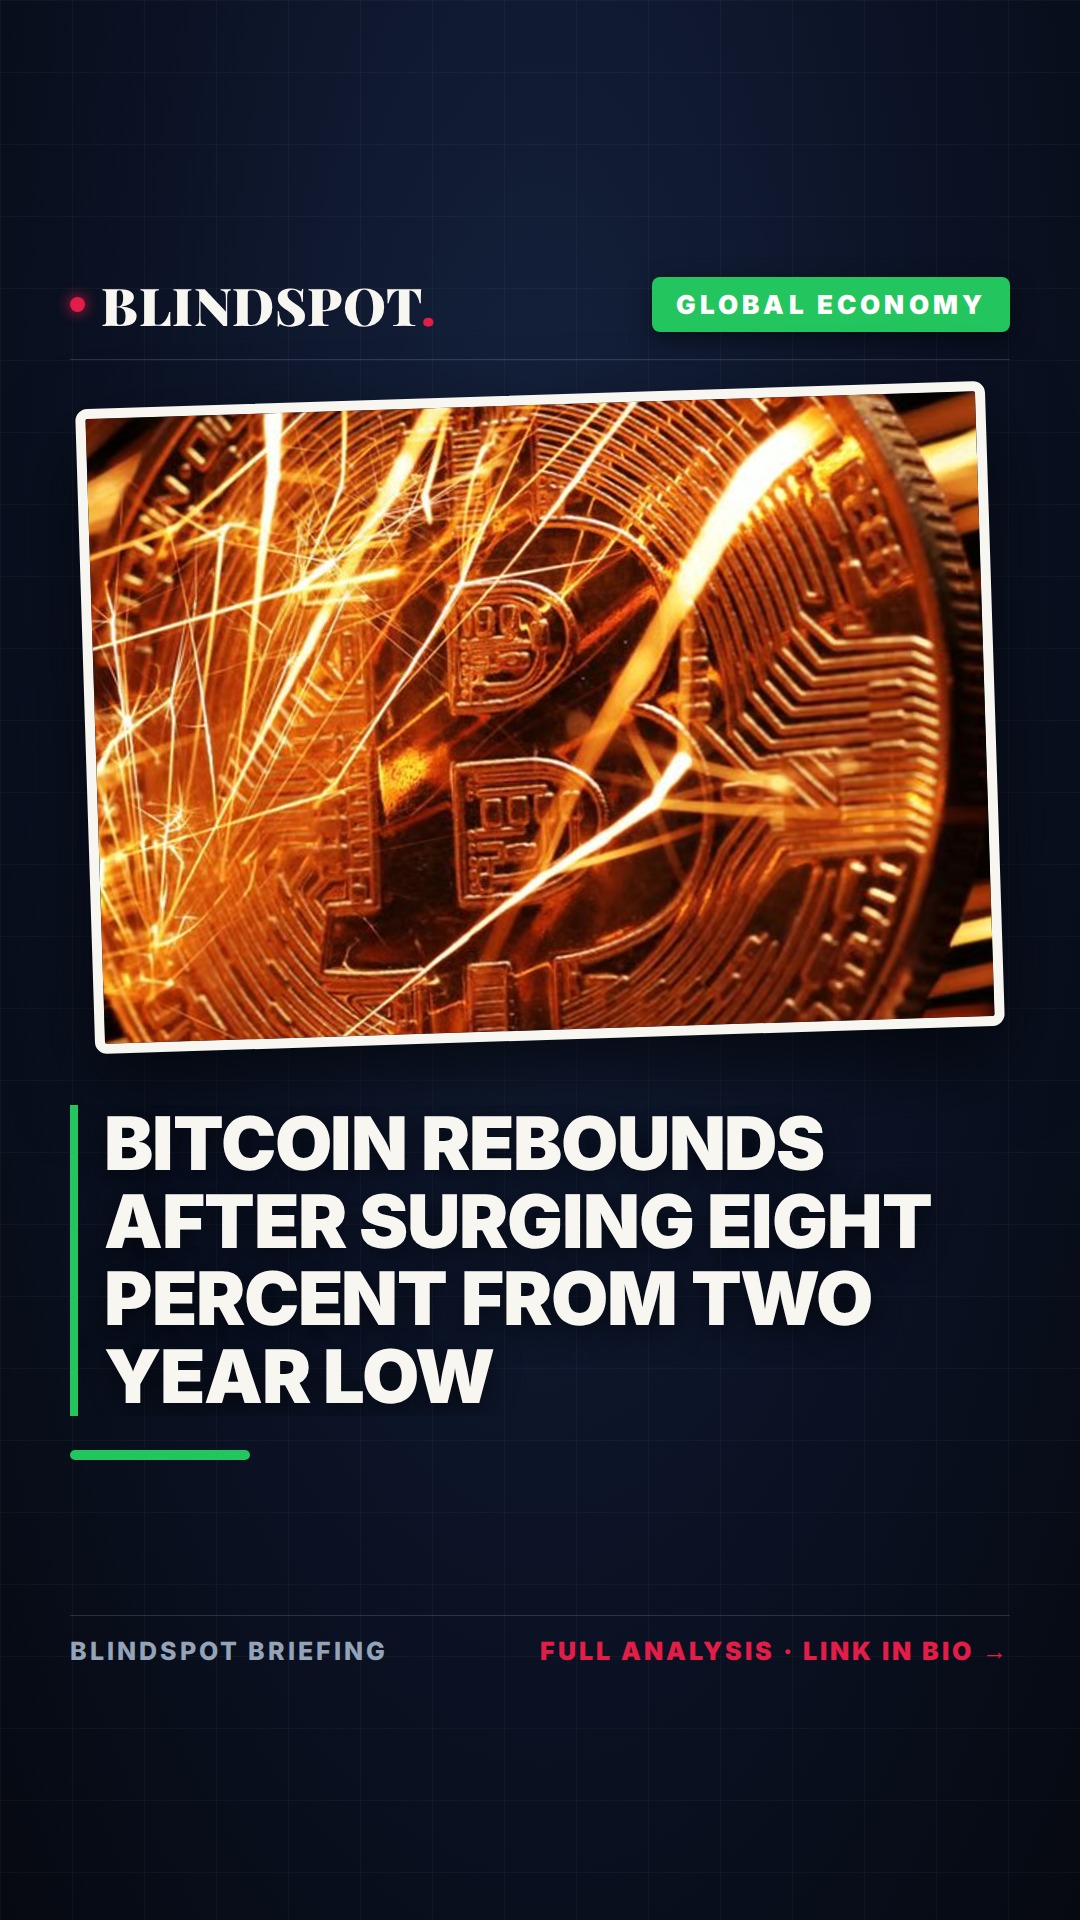 BLINDSPOT.
GLOBAL ECONOMY
BITCOIN REBOUNDS
AFTER SURGING EIGHT
PERCENT FROM TWO
YEAR LOW
BLINDSPOT BRIEFING
FULL ANALYSIS · LINK IN BIO →